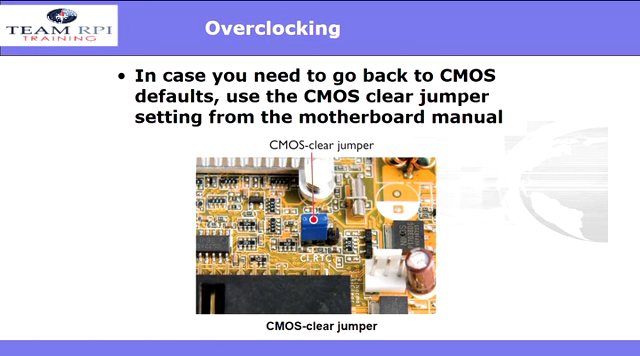 TEAM RPI
TRAINING
Overclocking
• In case you need to go back to CMOS
defaults, use the CMOS clear jumper
setting from the motherboard manual
CMOS-clear jumper
CLRTC
CMOS-clear jumper